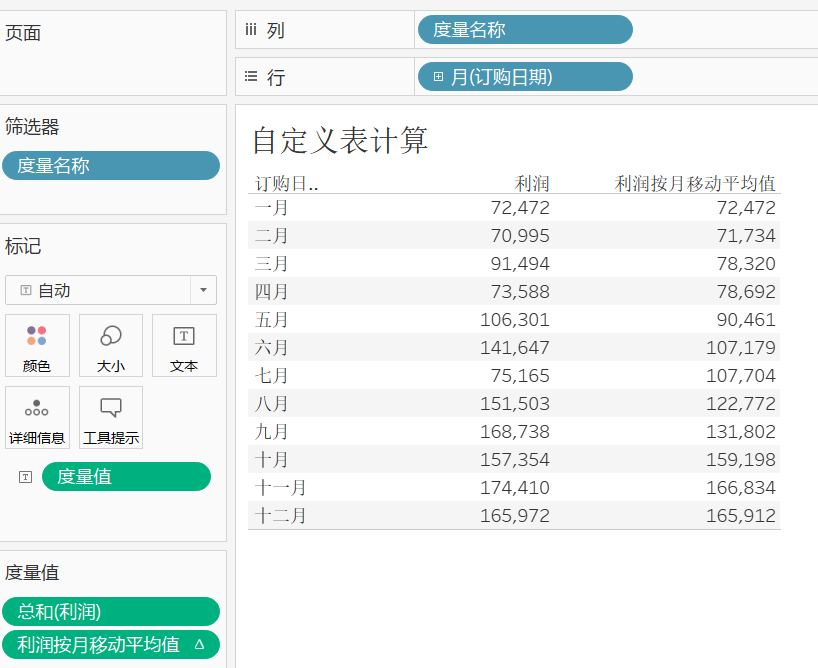 页面
列
度量名称
行
月(订购日期)
筛选器
度量名称
标记
T 自动
颜色
大小
T
文本
详细信息
工具提示
T 度量值
度量值
总和(利润)
利润按月移动平均值 Δ
自定义表计算
订购日.. 利润 利润按月移动平均值
一月 72,472 72,472
二月 70,995 71,734
三月 91,494 78,320
四月 73,588 78,692
五月 106,301 90,461
六月 141,647 107,179
七月 75,165 107,704
八月 151,503 122,772
九月 168,738 131,802
十月 157,354 159,198
十一月 174,410 166,834
十二月 165,972 165,912